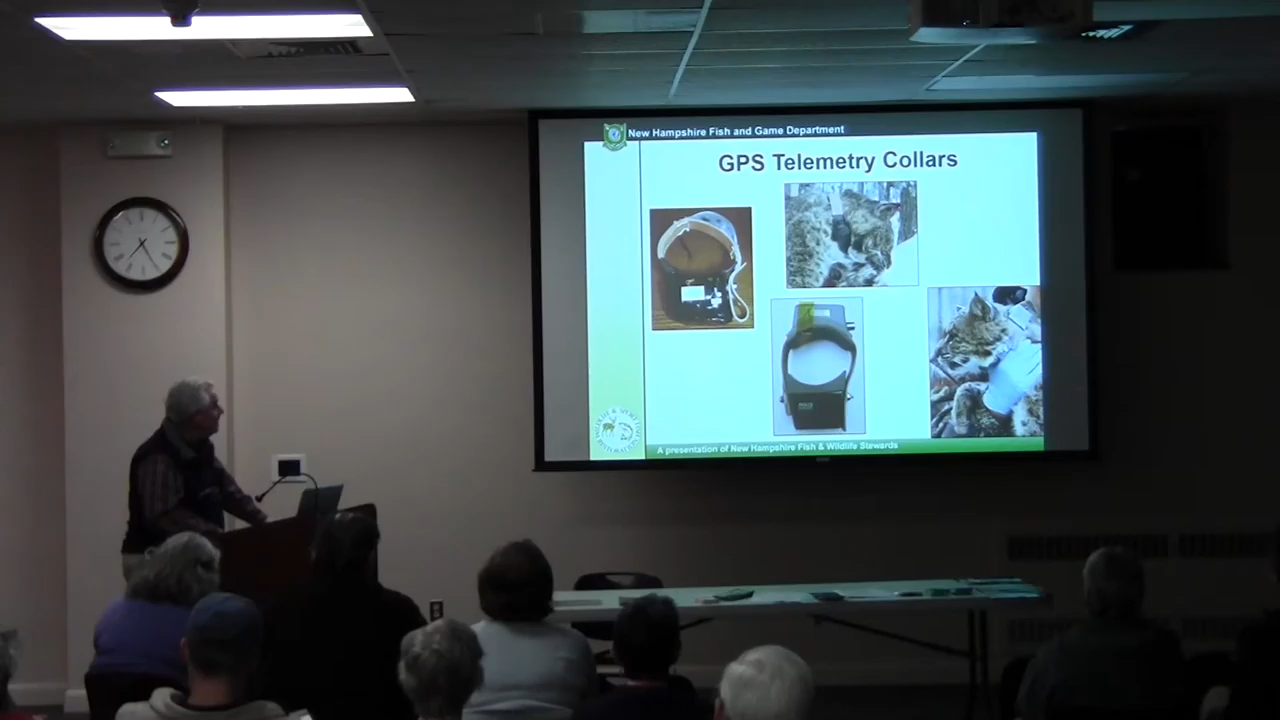 New Hampshire Fish and Game Department
GPS Telemetry Collars
A presentation of New Hampshire Fish & Wildlife Stewards